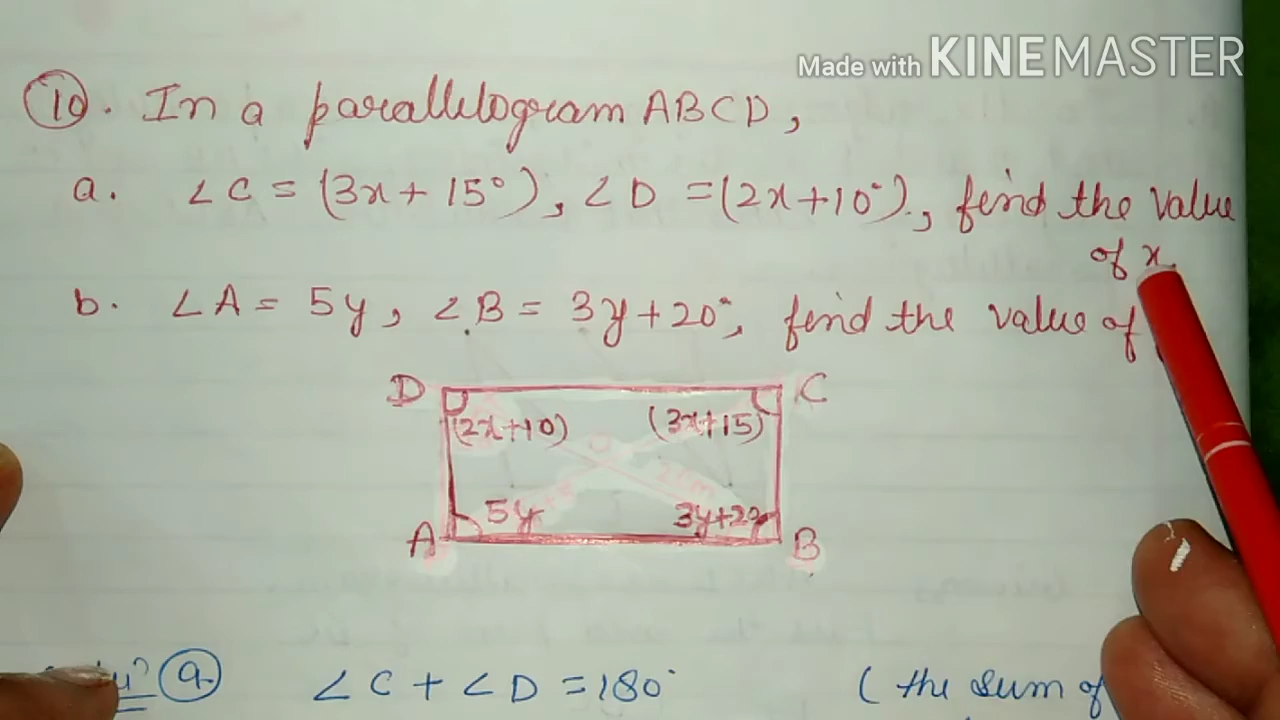 Made with KINEMASTER
10. In a parallelogram ABCD,
a. ∠C = (3x + 15°), ∠D = (2x+10°), find the value
of x.
b. ∠A = 5y, ∠B = 3y+20°, find the value of
D C
(2x+10) (3x+15)
5y 3y+20
A B
a. ∠C + ∠D = 180° (the sum of